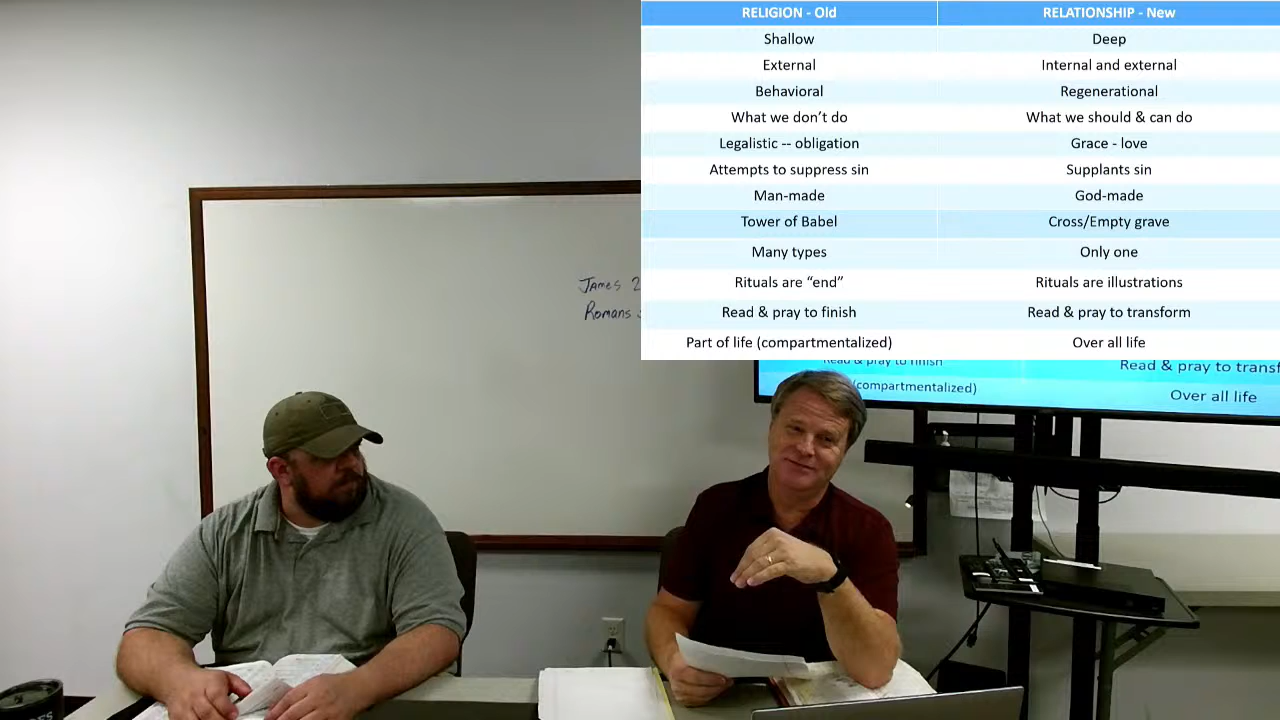 RELIGION - Old RELATIONSHIP - New
Shallow Deep
External Internal and external
Behavioral Regenerational
What we don't do What we should & can do
Legalistic -- obligation Grace - love
Attempts to suppress sin Supplants sin
Man-made God-made
Tower of Babel Cross/Empty grave
Many types Only one
Rituals are “end” Rituals are illustrations
Read & pray to finish Read & pray to transform
Part of life (compartmentalized) Over all life
James 2
Romans
Read & pray to finish Read & pray to
(compartmentalized) Over all life